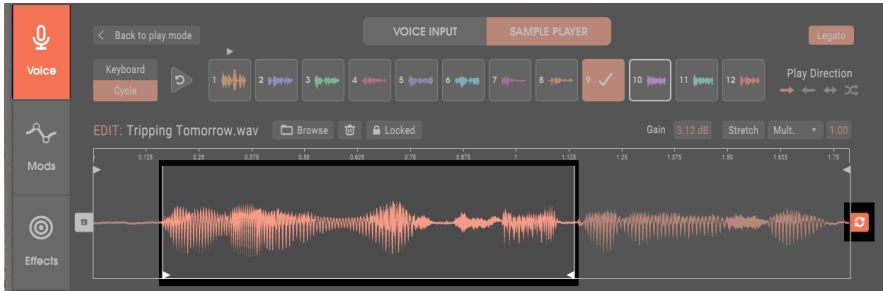 VOICE INPUT
SAMPLE PLAYER
Back to play mode
Legato
Voice
Keyboard
Cycle
1
2
3
4
5
6
7
8
9
10
11
12
Play Direction
EDIT: Tripping Tomorrow.wav
Browse
Locked
Gain
3.12 dB
Stretch
Mult.
1.00
Mods
0.125
0.25
0.375
0.50
0.625
0.75
0.875
1
1.125
1.25
1.375
1.50
1.625
1.75
Effects